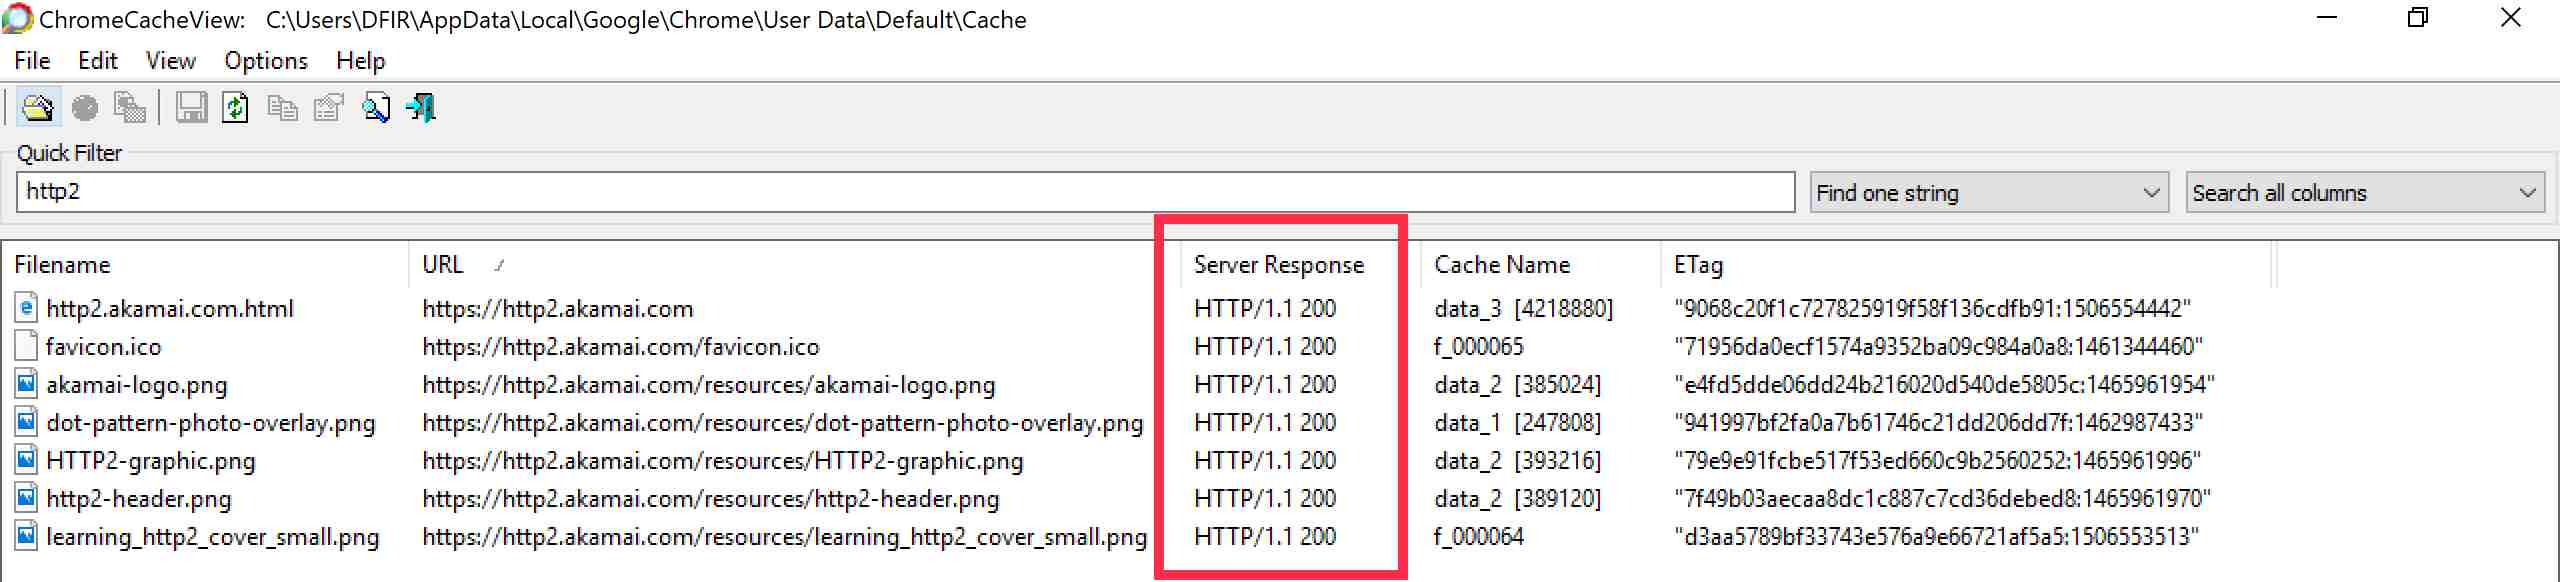 ChromeCacheView: C:\Users\DFIR\AppData\Local\Google\Chrome\User Data\Default\Cache
File Edit View Options Help
Quick Filter
http2 Find one string Search all columns
Filename URL Server Response Cache Name ETag
http2.akamai.com.html https://http2.akamai.com HTTP/1.1 200 data_3 [4218880] "9068c20f1c727825919f58f136cdfb91:1506554442"
favicon.ico https://http2.akamai.com/favicon.ico HTTP/1.1 200 f_000065 "71956da0ecf1574a9352ba09c984a0a8:1461344460"
akamai-logo.png https://http2.akamai.com/resources/akamai-logo.png HTTP/1.1 200 data_2 [385024] "e4fd5dde06dd24b216020d540de5805c:1465961954"
dot-pattern-photo-overlay.png https://http2.akamai.com/resources/dot-pattern-photo-overlay.png HTTP/1.1 200 data_1 [247808] "941997bf2fa0a7b61746c21dd206dd7f:1462987433"
HTTP2-graphic.png https://http2.akamai.com/resources/HTTP2-graphic.png HTTP/1.1 200 data_2 [393216] "79e9e91fcbe517f53ed660c9b2560252:1465961996"
http2-header.png https://http2.akamai.com/resources/http2-header.png HTTP/1.1 200 data_2 [389120] "7f49b03aecaa8dc1c887c7cd36debed8:1465961970"
learning_http2_cover_small.png https://http2.akamai.com/resources/learning_http2_cover_small.png HTTP/1.1 200 f_000064 "d3aa5789bf33743e576a9e66721af5a5:1506553513"